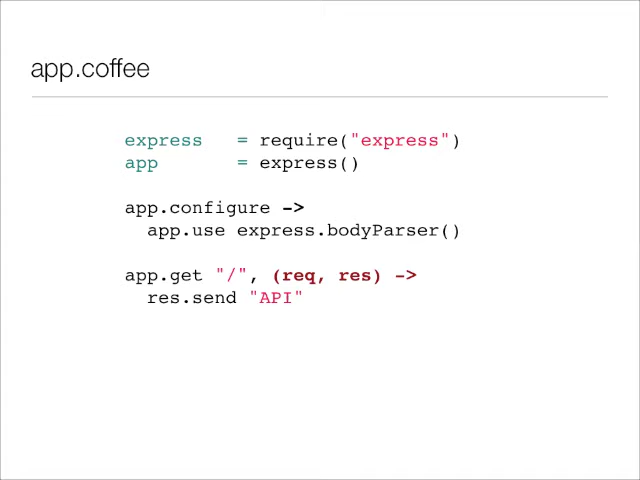 app.coffee
express = require("express")
app = express()
app.configure ->
app.use express.bodyParser()
app.get "/", (req, res) ->
res.send "API"